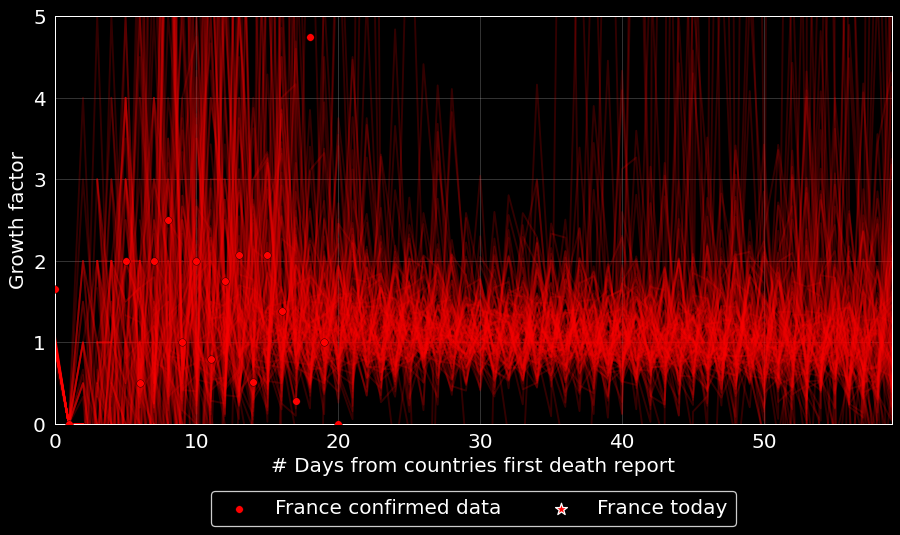 5
4
3
2
1
0
Growth factor
0 10 20 30 40 50
# Days from countries first death report
France confirmed data France today